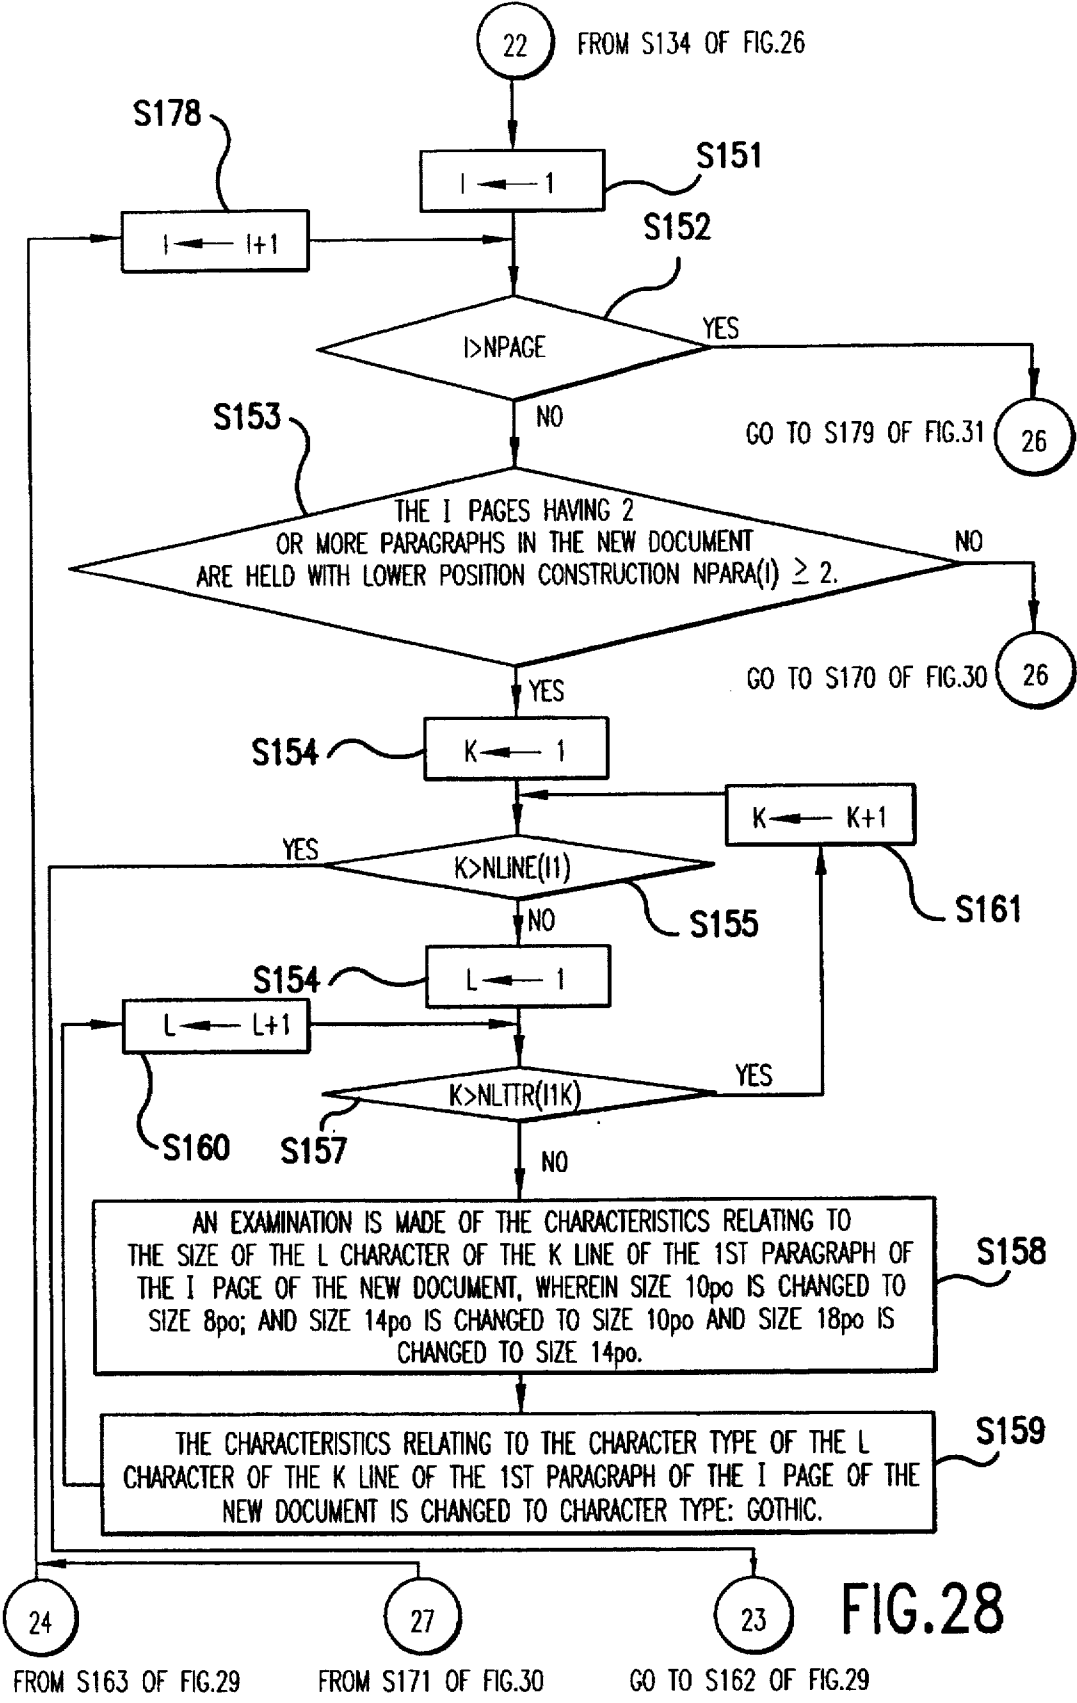 22 FROM S134 OF FIG.26
S178
S151
I ← 1
S152
I ← I+1
I>NPAGE
YES
NO
S153
GO TO S179 OF FIG.31
26
THE I PAGES HAVING 2
OR MORE PARAGRAPHS IN THE NEW DOCUMENT
ARE HELD WITH LOWER POSITION CONSTRUCTION NPARA(I) ≥ 2.
NO
GO TO S170 OF FIG.30
26
YES
S154
K ← 1
K ← K+1
YES
K>NLINE(I1)
S161
S155
NO
S154
L ← 1
L ← L+1
K>NLTTR(I1K)
YES
S160
S157
NO
AN EXAMINATION IS MADE OF THE CHARACTERISTICS RELATING TO
THE SIZE OF THE L CHARACTER OF THE K LINE OF THE 1ST PARAGRAPH OF
THE I PAGE OF THE NEW DOCUMENT, WHEREIN SIZE 10po IS CHANGED TO
SIZE 8po; AND SIZE 14po IS CHANGED TO SIZE 10po AND SIZE 18po IS
CHANGED TO SIZE 14po.
S158
THE CHARACTERISTICS RELATING TO THE CHARACTER TYPE OF THE L
CHARACTER OF THE K LINE OF THE 1ST PARAGRAPH OF THE I PAGE OF THE
NEW DOCUMENT IS CHANGED TO CHARACTER TYPE: GOTHIC.
S159
24
27
23
FIG.28
FROM S163 OF FIG.29
FROM S171 OF FIG.30
GO TO S162 OF FIG.29